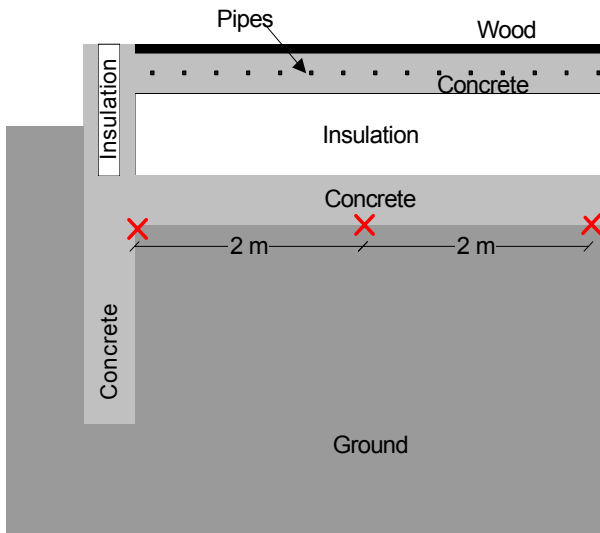 Pipes
Wood
Concrete
Insulation
Insulation
Concrete
2 m
2 m
Concrete
Ground